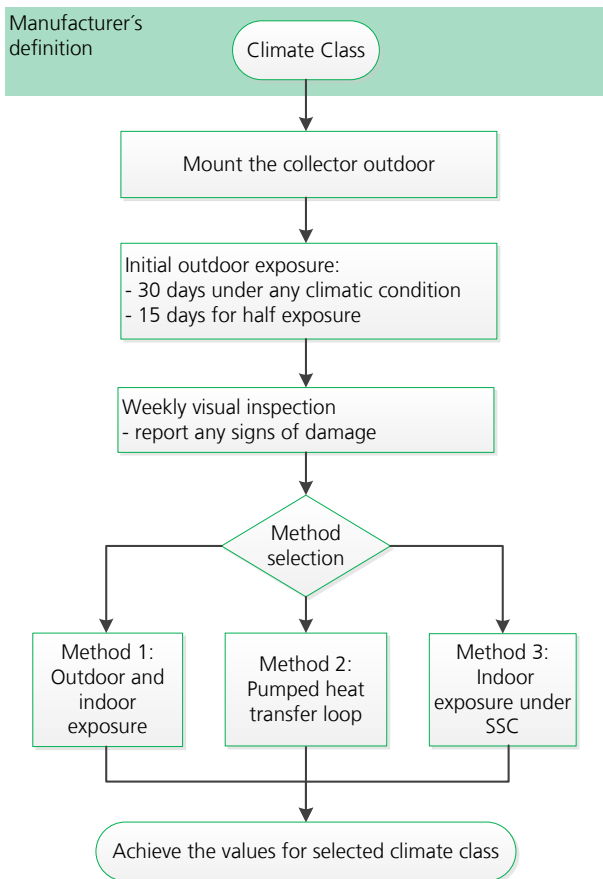 Manufacturer´s
definition
Climate Class
Mount the collector outdoor
Initial outdoor exposure:
- 30 days under any climatic condition
- 15 days for half exposure
Weekly visual inspection
- report any signs of damage
Method
selection
Method 1:
Outdoor and
indoor
exposure
Method 2:
Pumped heat
transfer loop
Method 3:
Indoor
exposure under
SSC
Achieve the values for selected climate class